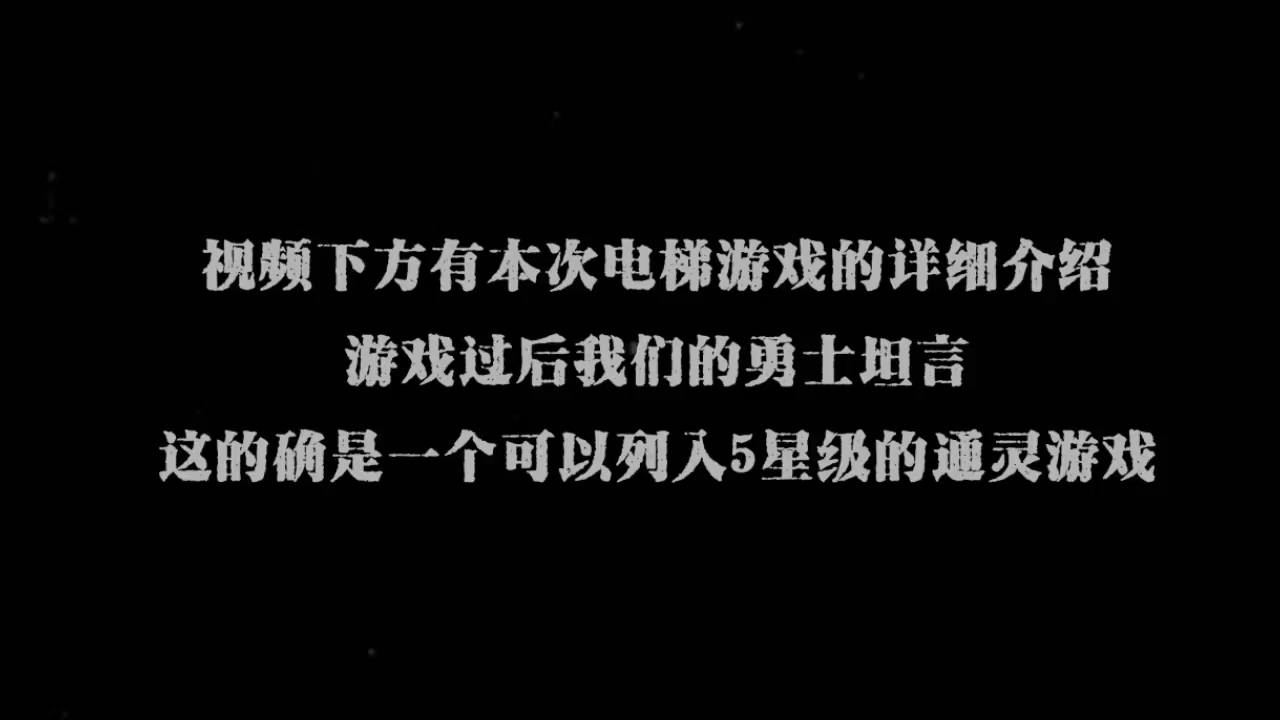 视频下方有本次电梯游戏的详细介绍
游戏过后我们的勇士坦言
这的确是一个可以列入5星级的通灵游戏